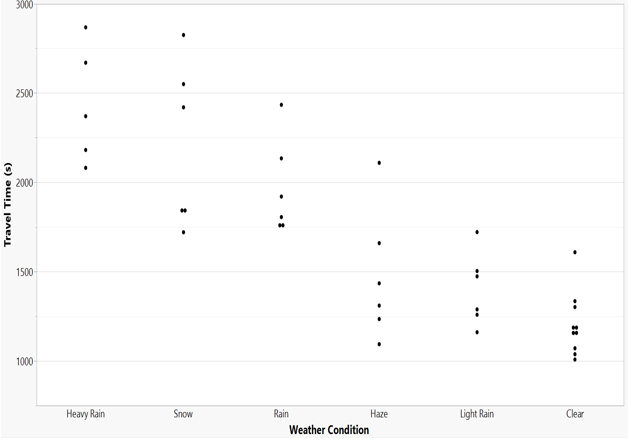 3000
2500
2000
1500
1000
Travel Time (s)
Heavy Rain Snow Rain Haze Light Rain Clear
Weather Condition